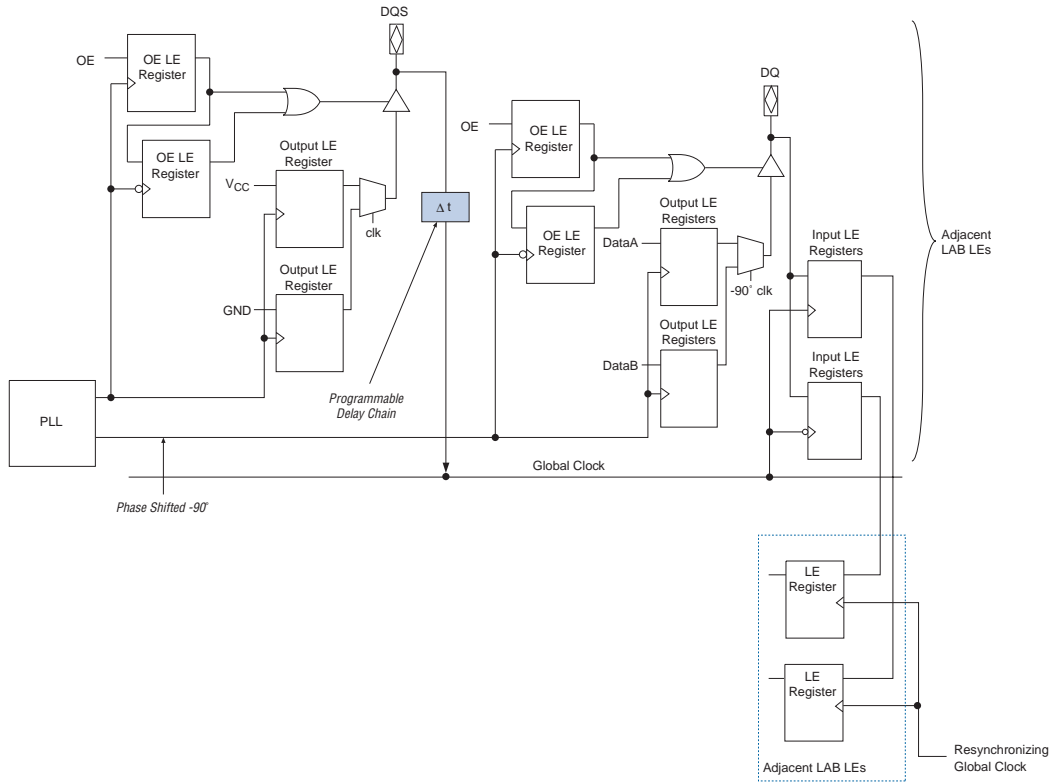 DQS
OE
OE LE
Register
OE LE
Register
Output LE
Register
VCC
clk
Δ t
Output LE
Register
GND
Programmable
Delay Chain
PLL
Phase Shifted -90˚
Global Clock
DQ
OE
OE LE
Register
OE LE
Register
Output LE
Registers
DataA
-90˚ clk
Output LE
Registers
DataB
Input LE
Registers
Input LE
Registers
Adjacent
LAB LEs
LE
Register
LE
Register
Adjacent LAB LEs
Resynchronizing
Global Clock